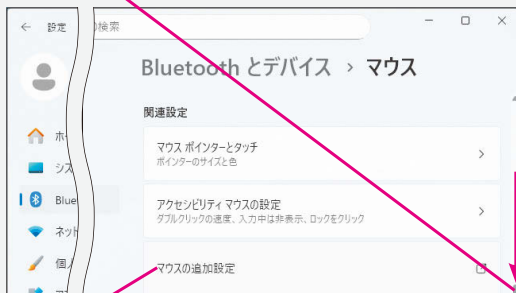 ← 設定
の検索
Bluetooth とデバイス > マウス
関連設定
マウス ポインターとタッチ
ポインターのサイズと色
アクセシビリティ マウスの設定
ダブルクリックの速度、入力中は非表示、ロックをクリック
マウスの追加設定
ホ
シス
Blue
ネット
個人